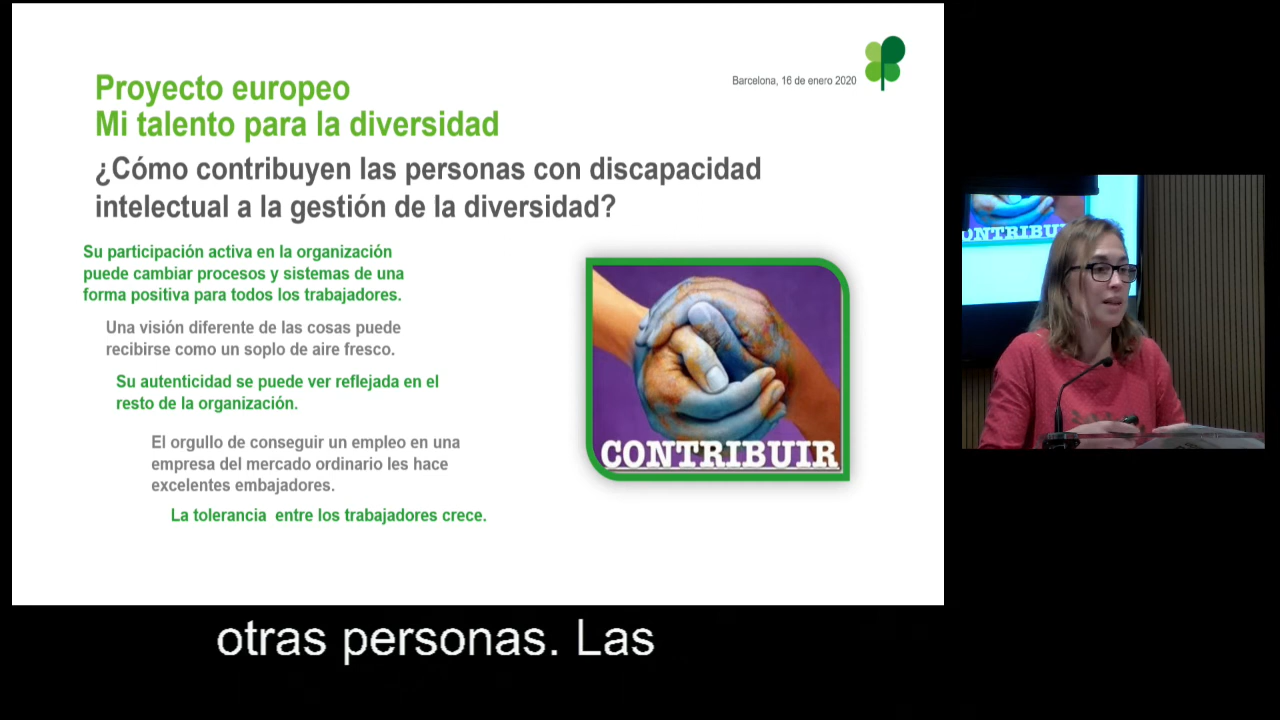 Barcelona, 16 de enero 2020
Proyecto europeo
Mi talento para la diversidad
¿Cómo contribuyen las personas con discapacidad
intelectual a la gestión de la diversidad?
Su participación activa en la organización
puede cambiar procesos y sistemas de una
forma positiva para todos los trabajadores.
Una visión diferente de las cosas puede
recibirse como un soplo de aire fresco.
Su autenticidad se puede ver reflejada en el
resto de la organización.
El orgullo de conseguir un empleo en una
empresa del mercado ordinario les hace
excelentes embajadores.
La tolerancia entre los trabajadores crece.
CONTRIBUIR
ONTRIBU
otras personas. Las